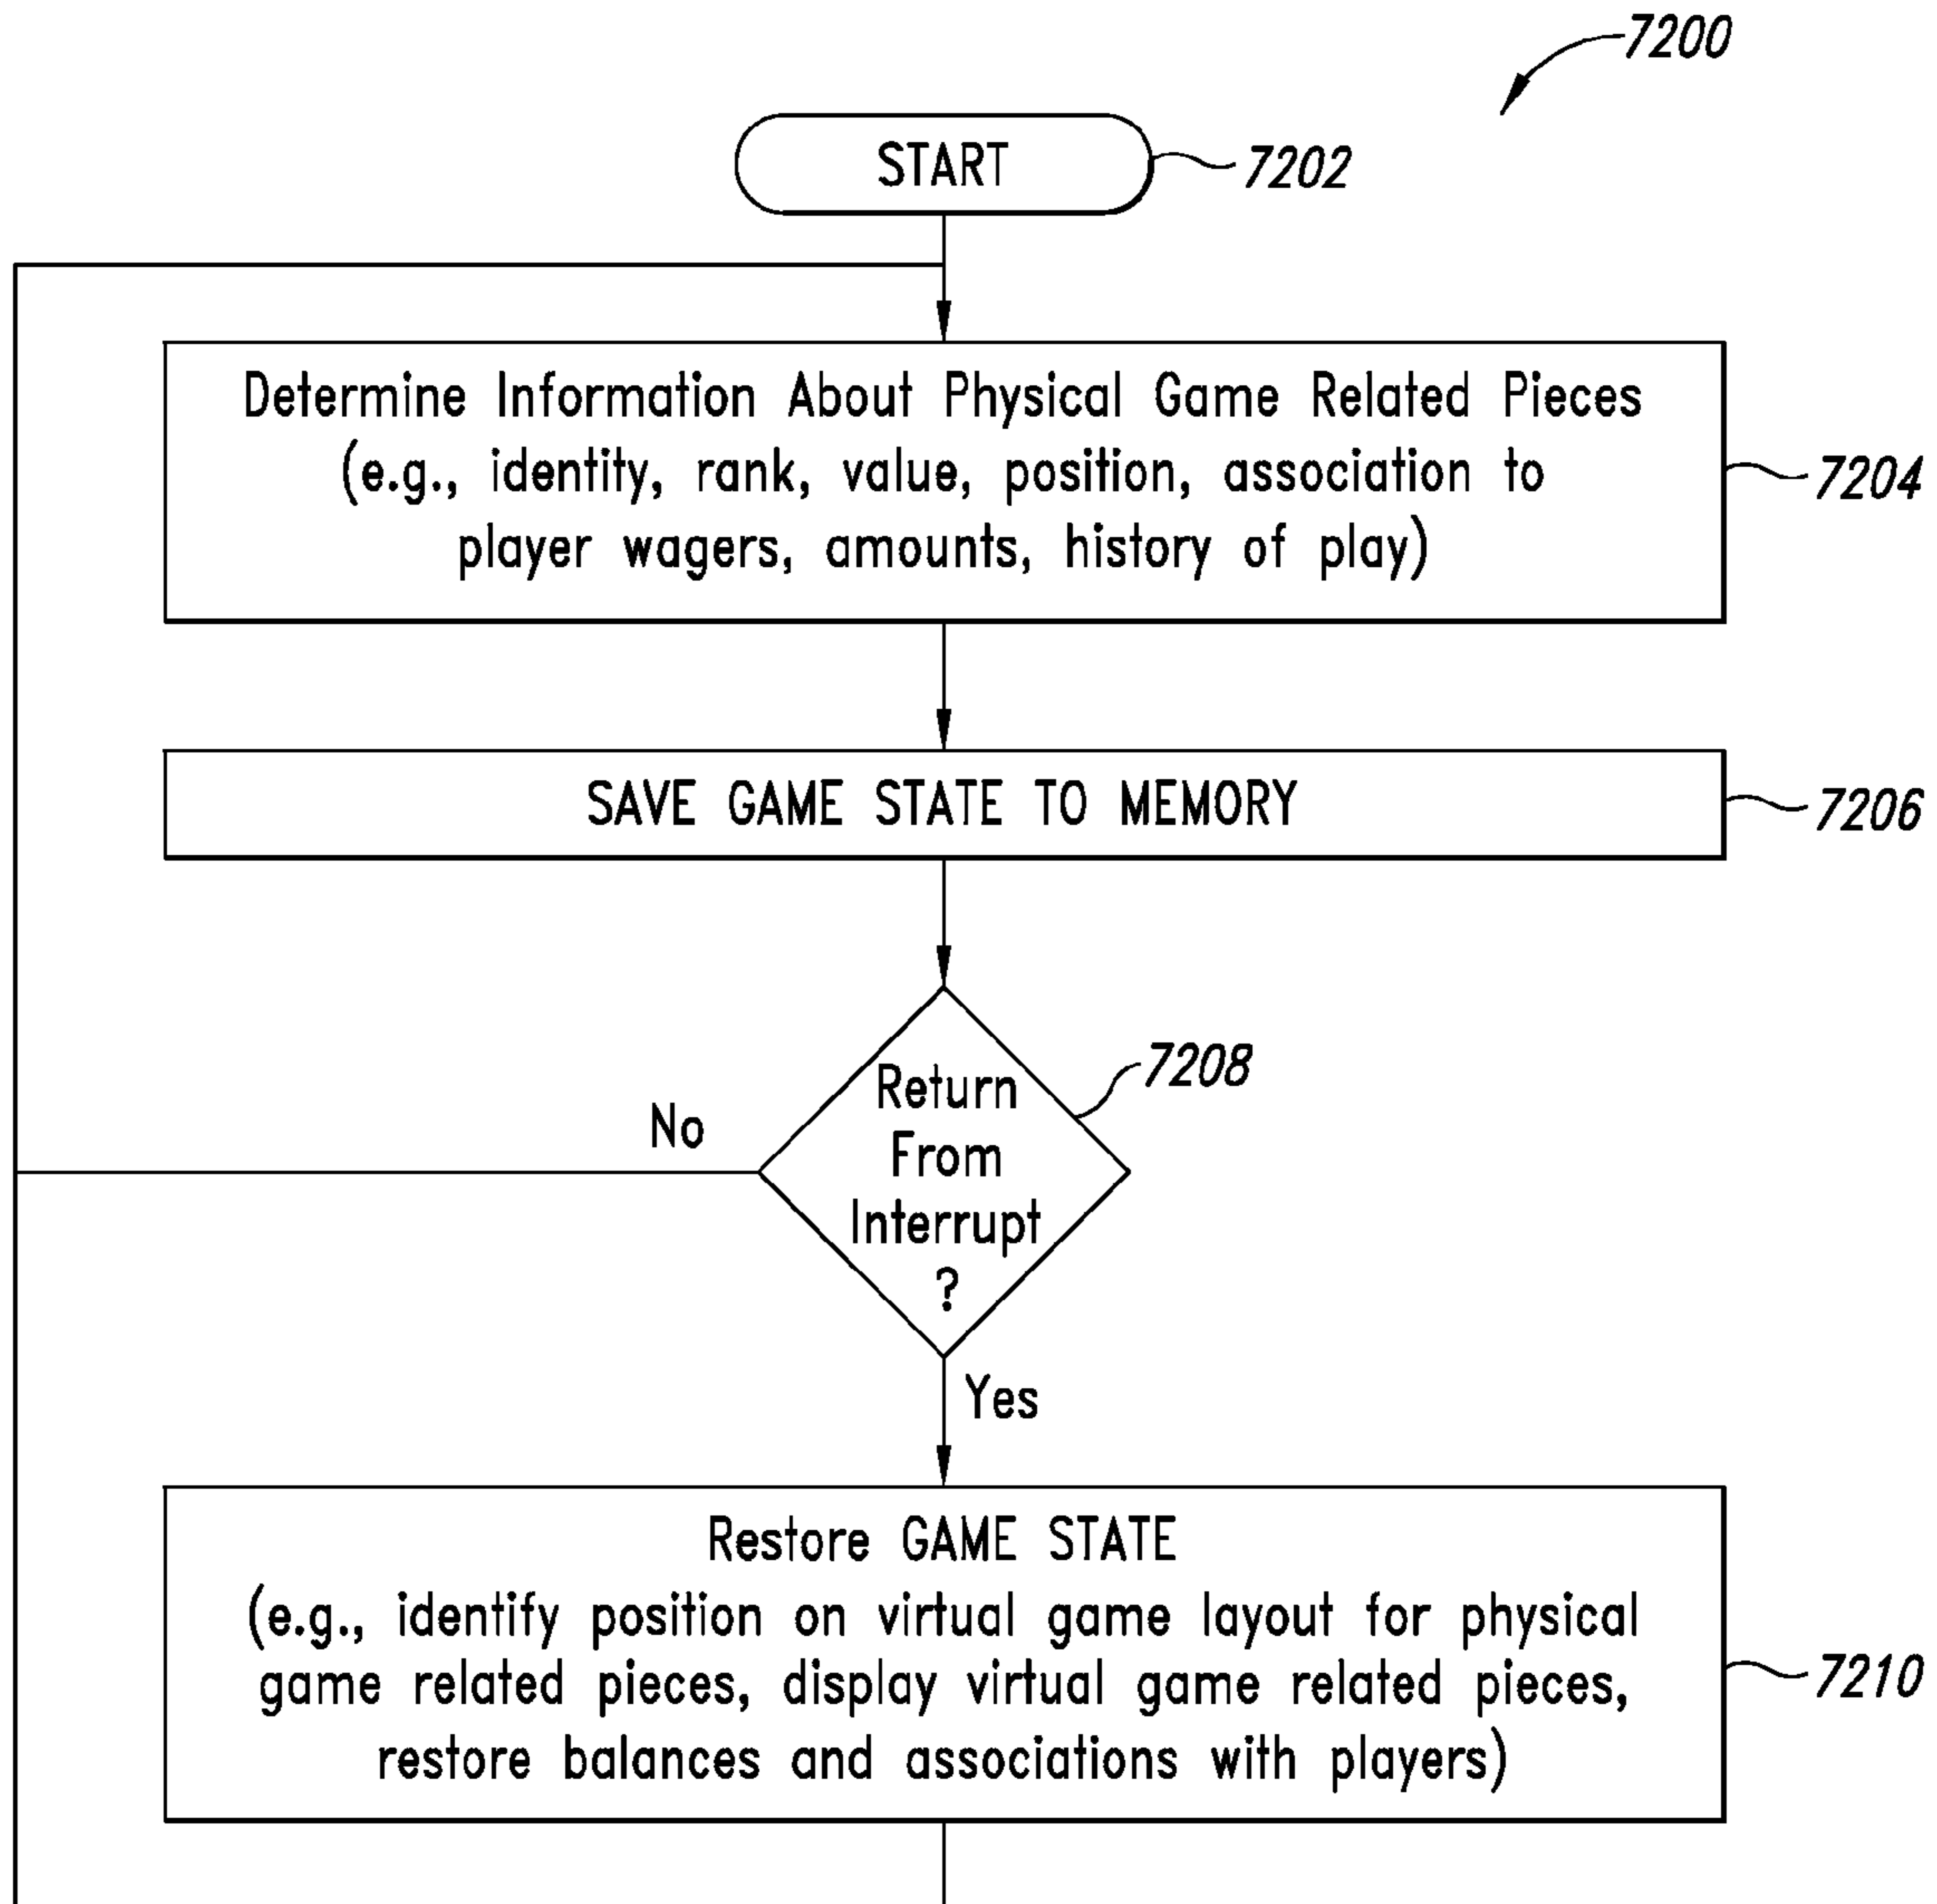 7200
START
7202
Determine Information About Physical Game Related Pieces
(e.g., identity, rank, value, position, association to
player wagers, amounts, history of play)
7204
SAVE GAME STATE TO MEMORY
7206
Return
From
Interrupt
?
7208
No
Yes
Restore GAME STATE
(e.g., identify position on virtual game layout for physical
game related pieces, display virtual game related pieces,
restore balances and associations with players)
7210